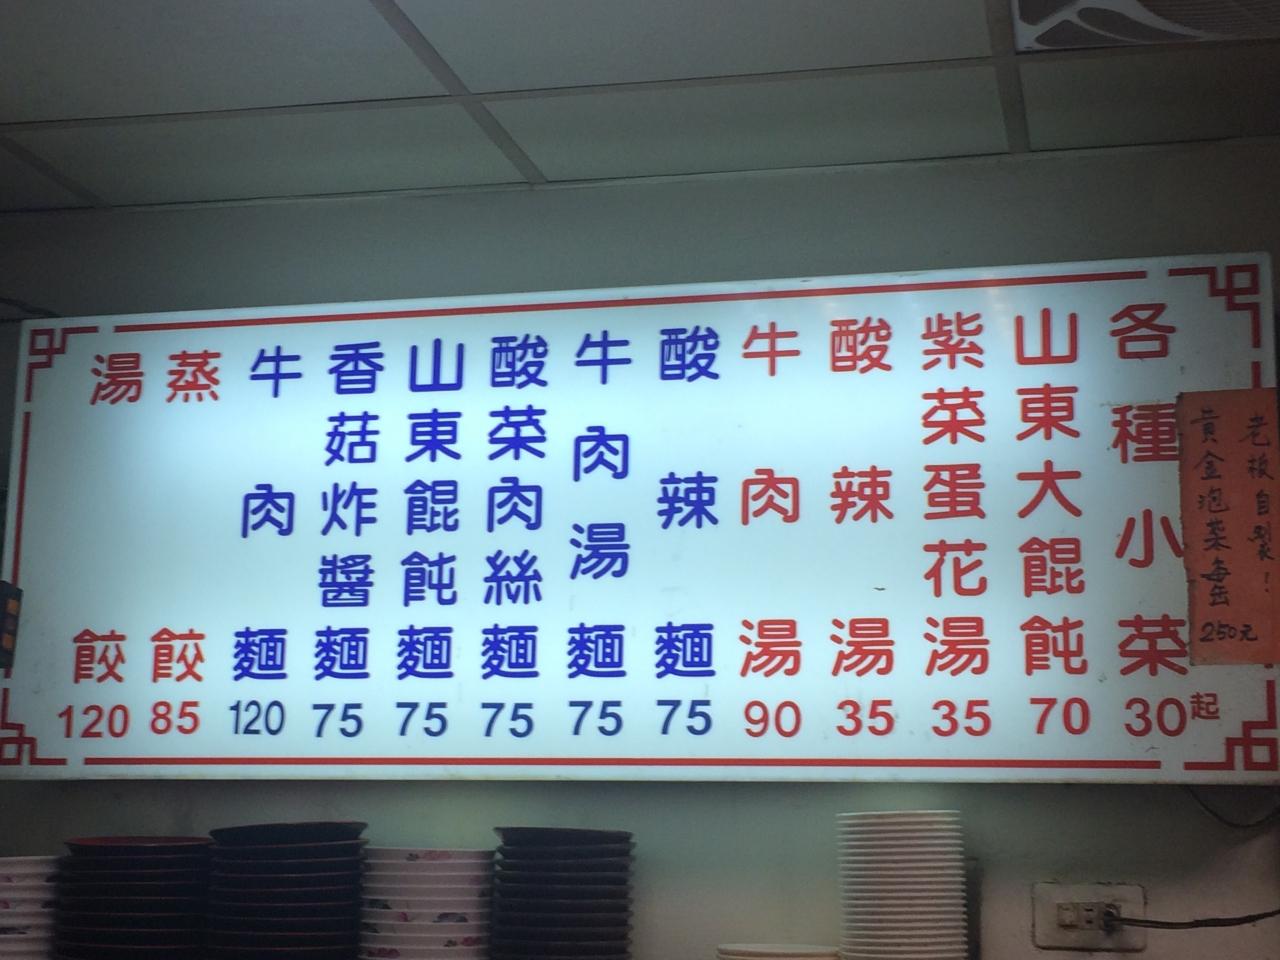 湯餃 120
蒸餃 85
牛肉麵 120
香菇炸醬麵 75
山東餛飩麵 75
酸菜肉絲麵 75
牛肉湯麵 75
酸辣麵 75
牛肉湯 90
酸辣湯 35
紫菜蛋花湯 35
山東大餛飩 70
各種小菜 30起
老板自製!
黃金泡菜每缶
250元